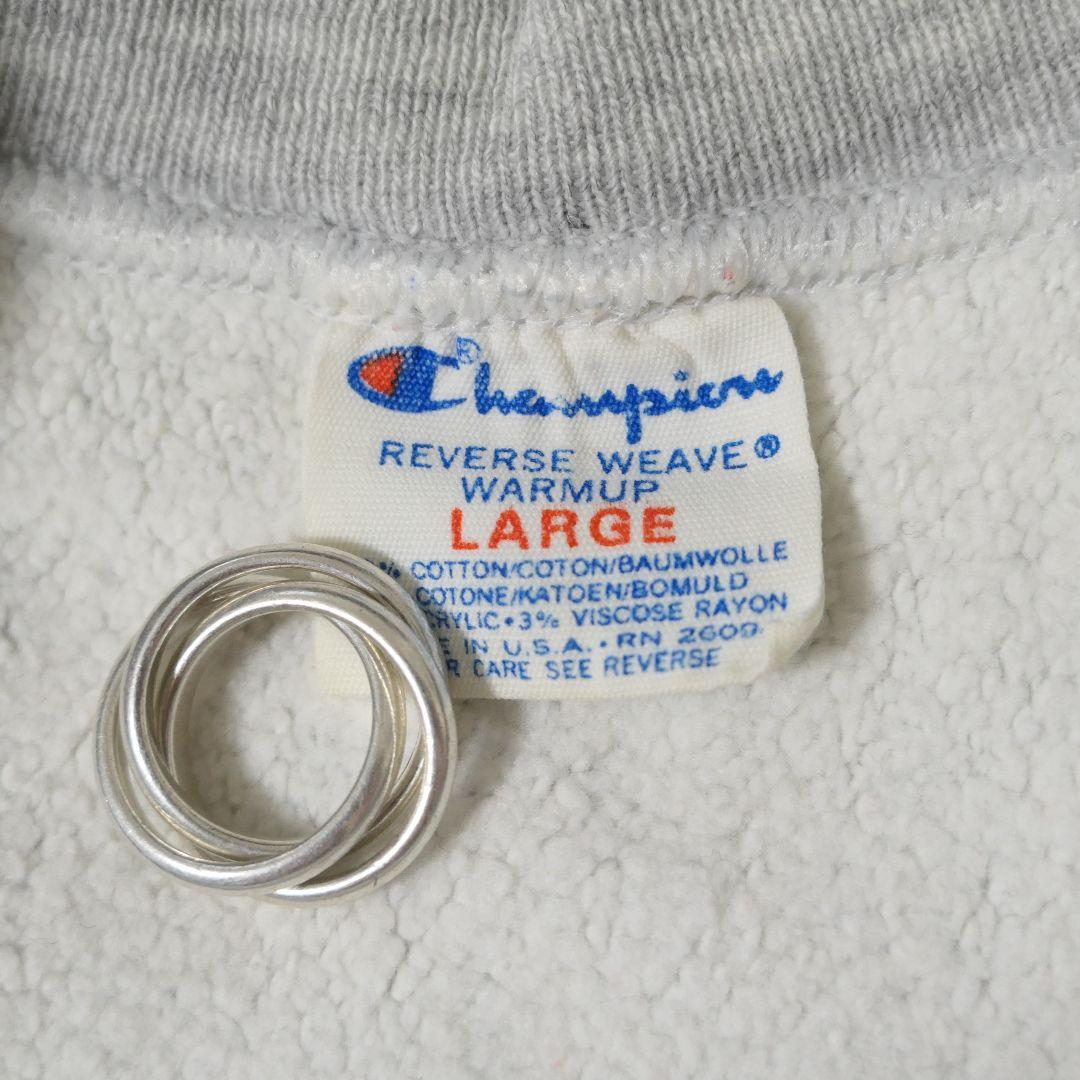 Champion®
REVERSE WEAVE®
WARMUP
LARGE
% COTTON/COTON/BAUMWOLLE
COTONE/KATOEN/BOMULD
CRYLIC•3% VISCOSE RAYON
E IN U.S.A.•RN 26094
R CARE SEE REVERSE